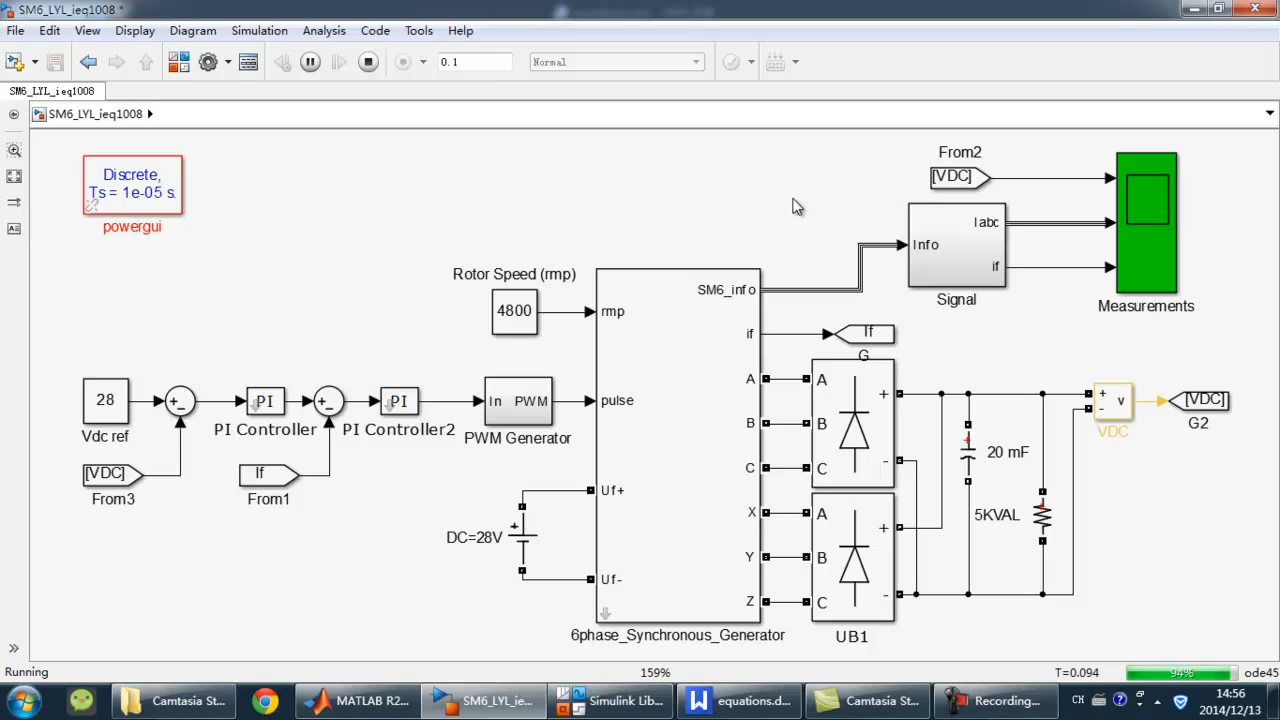 SM6_LYL_ieq1008 *
File Edit View Display Diagram Simulation Analysis Code Tools Help
0.1 Normal
SM6_LYL_ieq1008
SM6_LYL_ieq1008
Discrete,
Ts = 1e-05 s.
powergui
From2
[VDC]
Iabc
Info
if
Signal
Measurements
Rotor Speed (rmp)
4800
rmp
SM6_info
if
If
G
28
Vdc ref
PI
PI Controller
PI
PI Controller2
In PWM
PWM Generator
pulse
[VDC]
From3
If
From1
DC=28V
Uf+
Uf-
A
B
C
X
Y
Z
6phase_Synchronous_Generator
A
B
C
+
-
A
B
C
+
-
UB1
20 mF
5KVAL
+
-
v
VDC
[VDC]
G2
Running 159% T=0.094 94% ode45
Camtasia St... MATLAB R2... SM6_LYL_ie... Simulink Lib... equations.d... Camtasia St... Recording... CH 14:56
2014/12/13